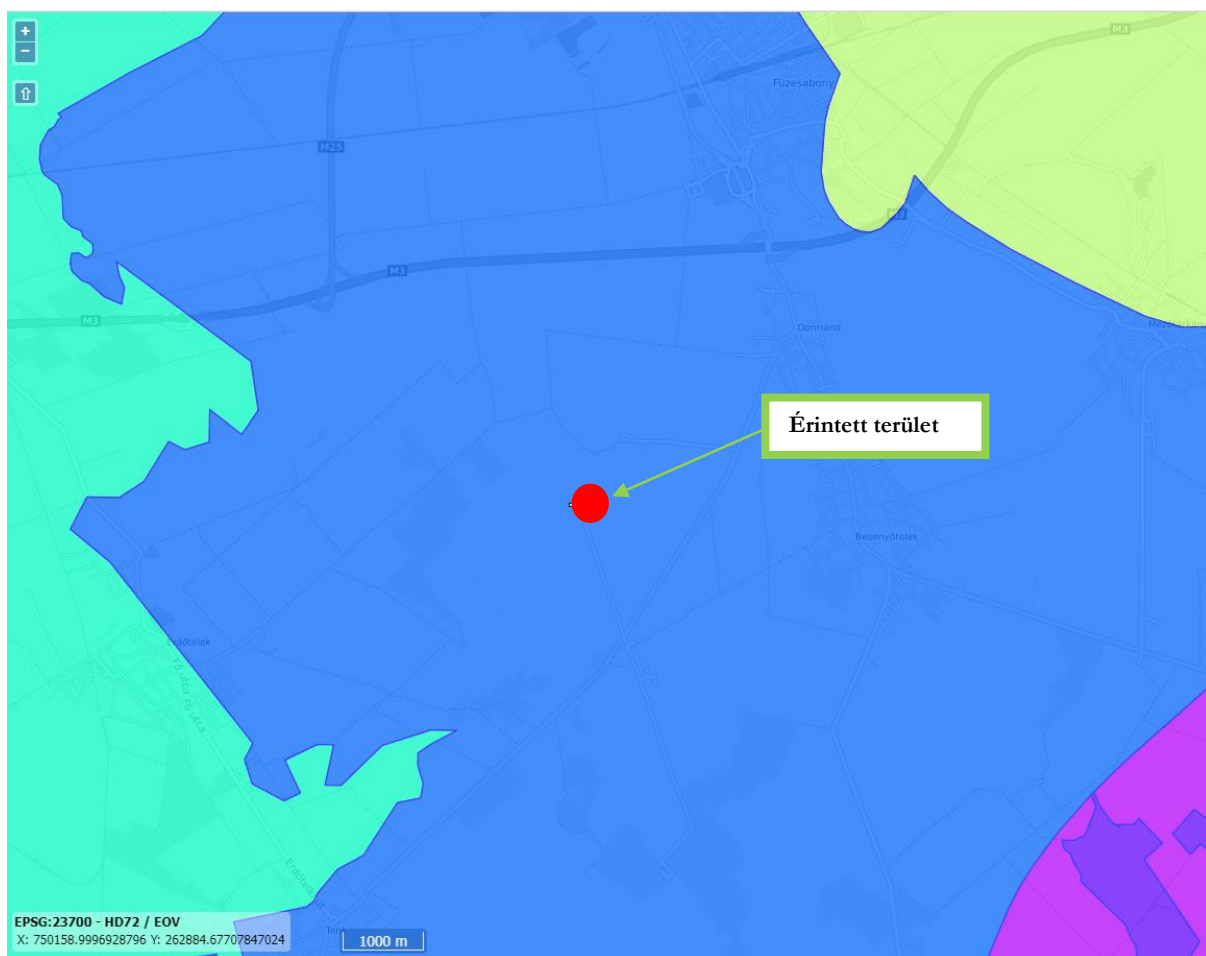 +
−
⇧
Füzesabony
M3
M25
M3
M3
M3
Dormánd
Érintett terület
Besenyőtelek
Erdőtelek
Fő utca
Fő utca
EPSG:23700 - HD72 / EOV
X: 750158.9996928796 Y: 262884.67707847024
1000 m